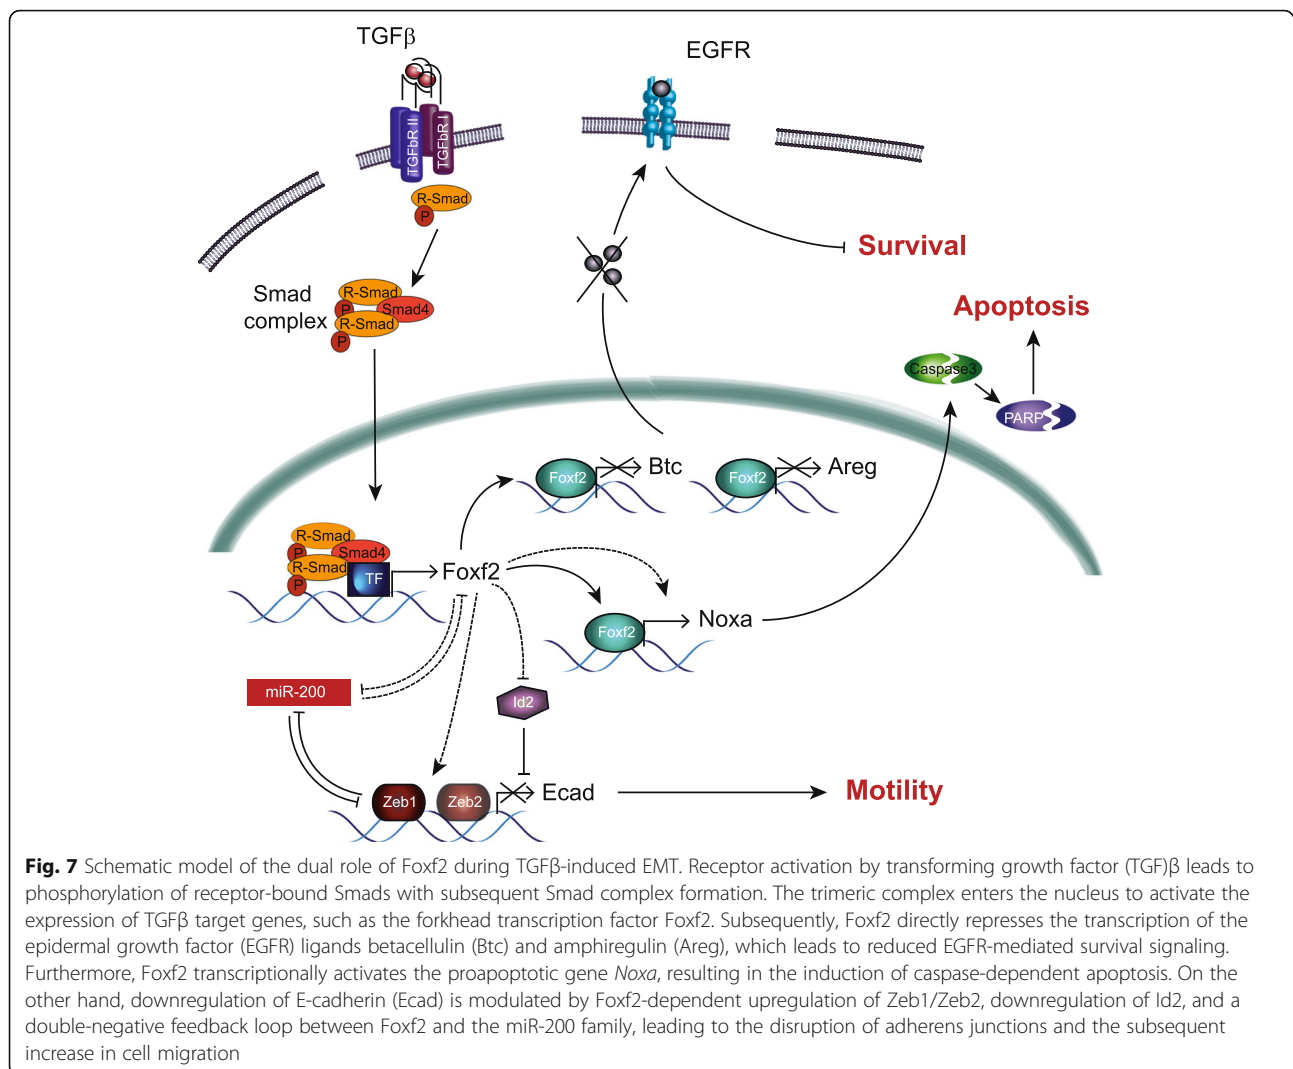 TGFβ
EGFR
TGFbR II
TGFbR I
R-Smad
P
Survival
Smad
complex
R-Smad
P
Smad4
R-Smad
P
Apoptosis
Caspase3
PARP
Foxf2
Btc
Foxf2
Areg
R-Smad
P
Smad4
R-Smad
P
TF
Foxf2
Foxf2
Noxa
miR-200
Id2
Zeb1
Zeb2
Ecad
Motility
Fig. 7 Schematic model of the dual role of Foxf2 during TGFβ-induced EMT. Receptor activation by transforming growth factor (TGF)β leads to
phosphorylation of receptor-bound Smads with subsequent Smad complex formation. The trimeric complex enters the nucleus to activate the
expression of TGFβ target genes, such as the forkhead transcription factor Foxf2. Subsequently, Foxf2 directly represses the transcription of the
epidermal growth factor (EGFR) ligands betacellulin (Btc) and amphiregulin (Areg), which leads to reduced EGFR-mediated survival signaling.
Furthermore, Foxf2 transcriptionally activates the proapoptotic gene Noxa, resulting in the induction of caspase-dependent apoptosis. On the
other hand, downregulation of E-cadherin (Ecad) is modulated by Foxf2-dependent upregulation of Zeb1/Zeb2, downregulation of Id2, and a
double-negative feedback loop between Foxf2 and the miR-200 family, leading to the disruption of adherens junctions and the subsequent
increase in cell migration